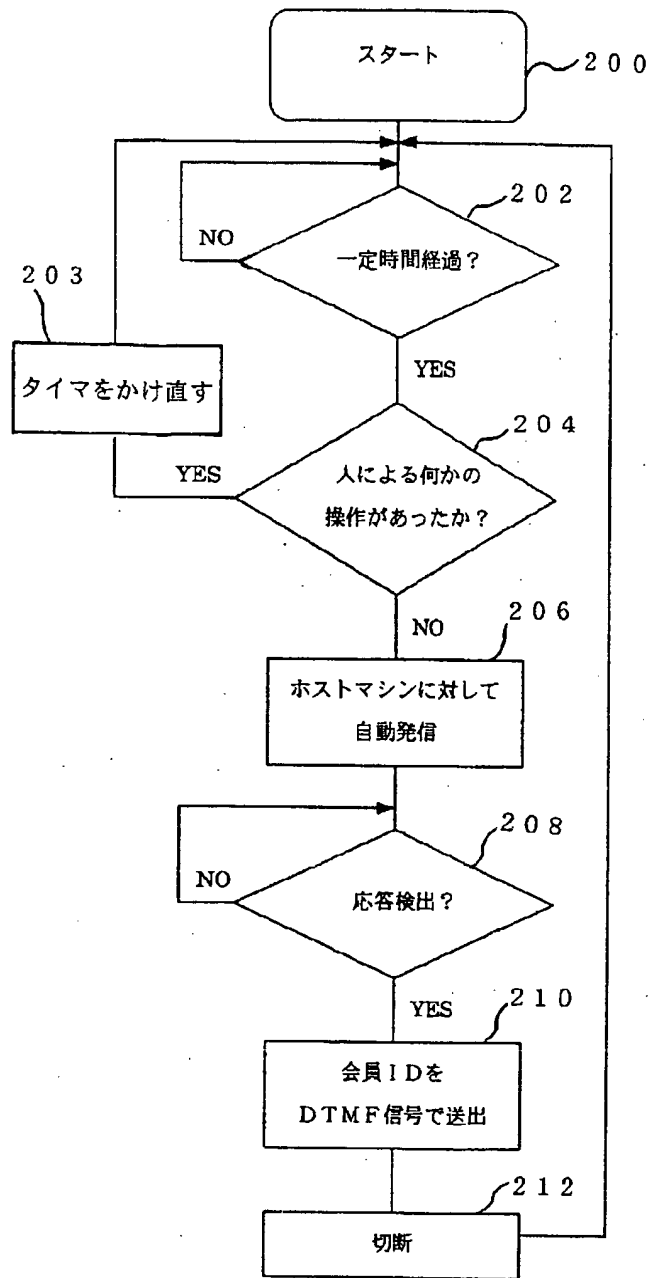 スタート
200
202
NO
一定時間経過？
203
YES
タイマをかけ直す
204
YES
人による何かの
操作があったか？
206
NO
ホストマシンに対して
自動発信
208
NO
応答検出？
210
YES
会員ＩＤを
ＤＴＭＦ信号で送出
212
切断